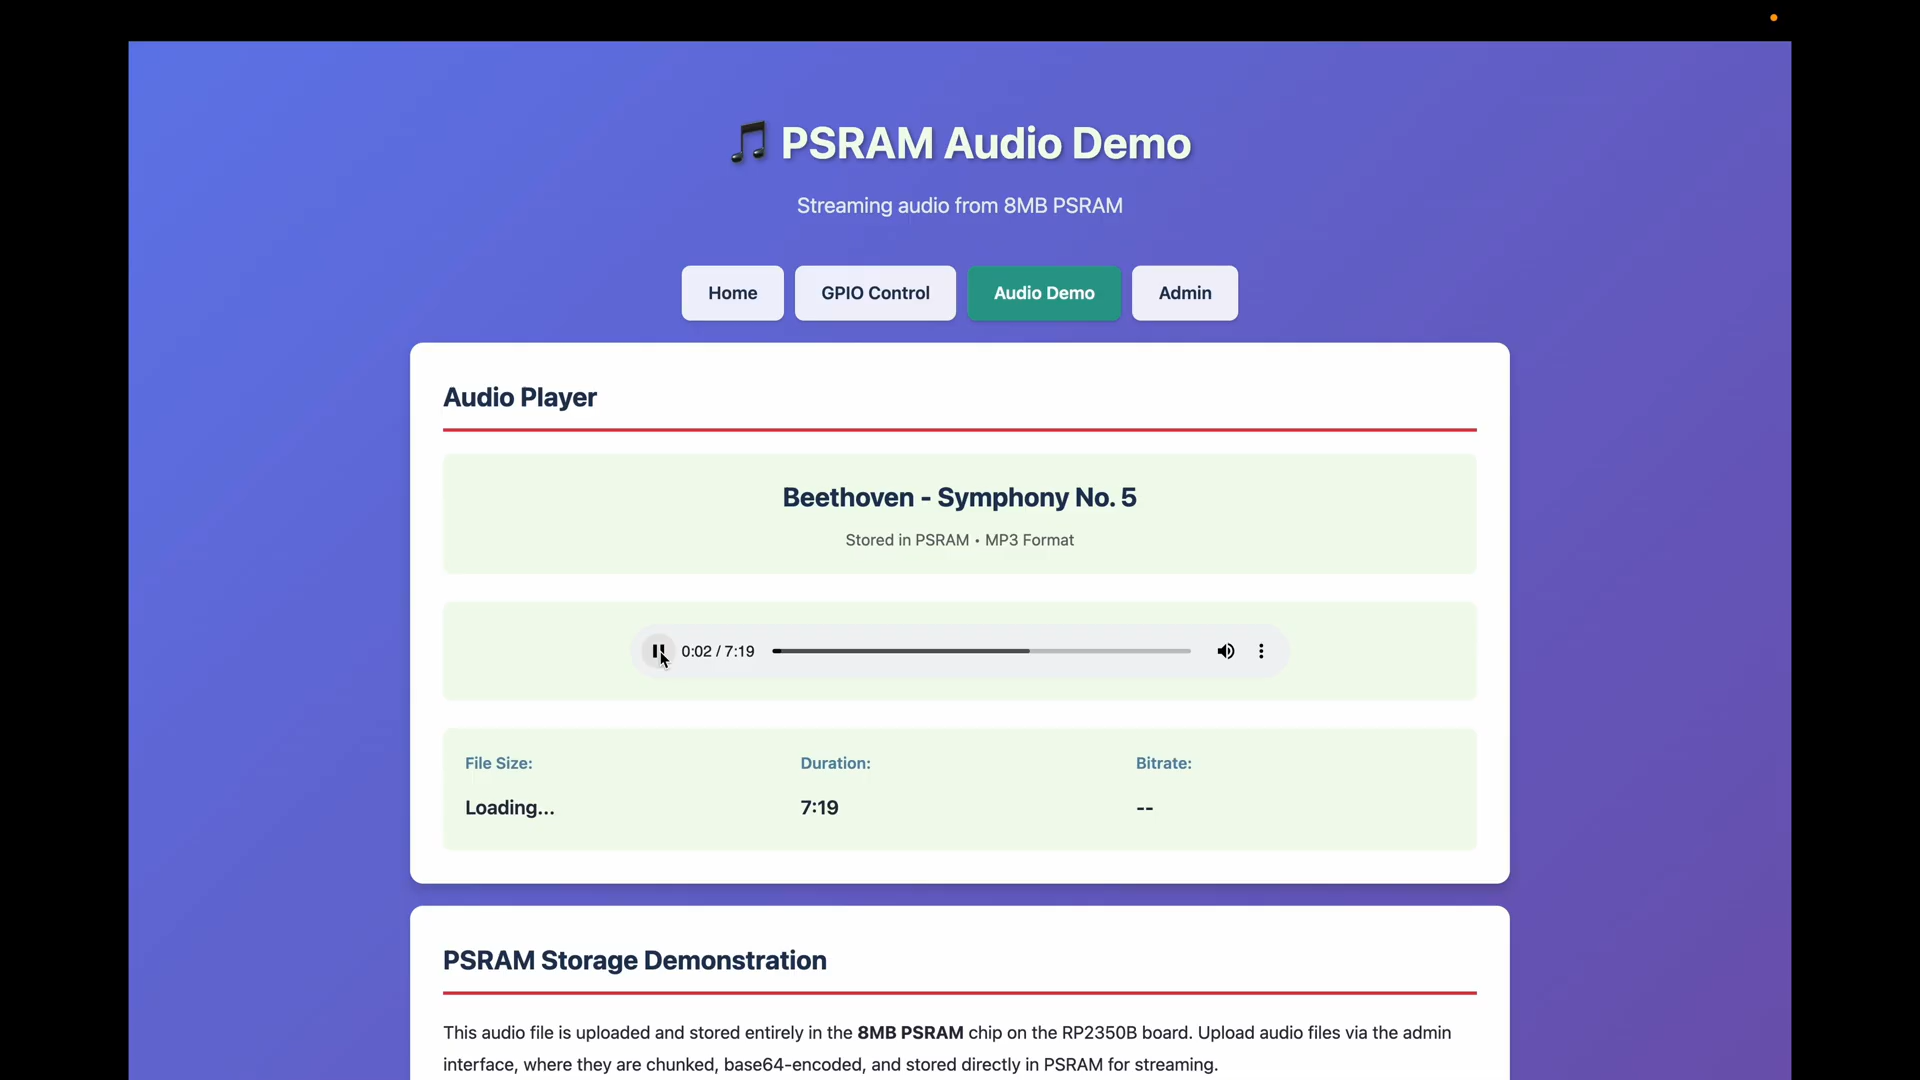 🎵 PSRAM Audio Demo
Streaming audio from 8MB PSRAM
Home GPIO Control Audio Demo Admin
Audio Player
Beethoven - Symphony No. 5
Stored in PSRAM • MP3 Format
0:02 / 7:19
File Size: Duration: Bitrate:
Loading... 7:19 --
PSRAM Storage Demonstration
This audio file is uploaded and stored entirely in the 8MB PSRAM chip on the RP2350B board. Upload audio files via the admin
interface, where they are chunked, base64-encoded, and stored directly in PSRAM for streaming.